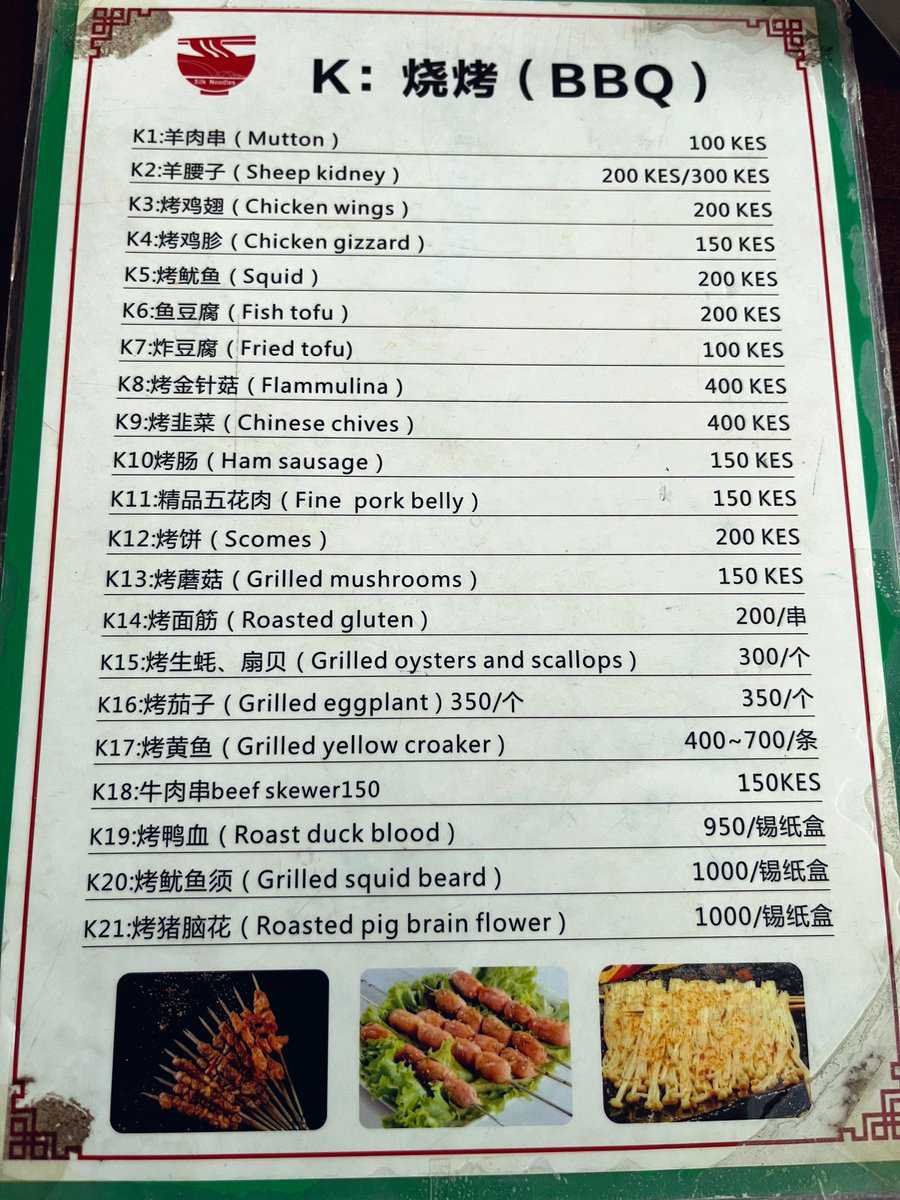 Silk Noodles
K: 烧烤（BBQ）
K1:羊肉串（Mutton） 100 KES
K2:羊腰子（Sheep kidney） 200 KES/300 KES
K3:烤鸡翅（Chicken wings） 200 KES
K4:烤鸡胗（Chicken gizzard） 150 KES
K5:烤鱿鱼（Squid） 200 KES
K6:鱼豆腐（Fish tofu） 200 KES
K7:炸豆腐（Fried tofu) 100 KES
K8:烤金针菇（Flammulina） 400 KES
K9:烤韭菜（Chinese chives） 400 KES
K10烤肠（Ham sausage） 150 KES
K11:精品五花肉（Fine  pork belly） 150 KES
K12:烤饼（Scomes） 200 KES
K13:烤蘑菇（Grilled mushrooms） 150 KES
K14:烤面筋（Roasted gluten） 200/串
K15:烤生蚝、扇贝（Grilled oysters and scallops） 300/个
K16:烤茄子（Grilled eggplant）350/个 350/个
K17:烤黄鱼（Grilled yellow croaker） 400~700/条
K18:牛肉串beef skewer150 150KES
K19:烤鸭血（Roast duck blood） 950/锡纸盒
K20:烤鱿鱼须（Grilled squid beard） 1000/锡纸盒
K21:烤猪脑花（Roasted pig brain flower） 1000/锡纸盒